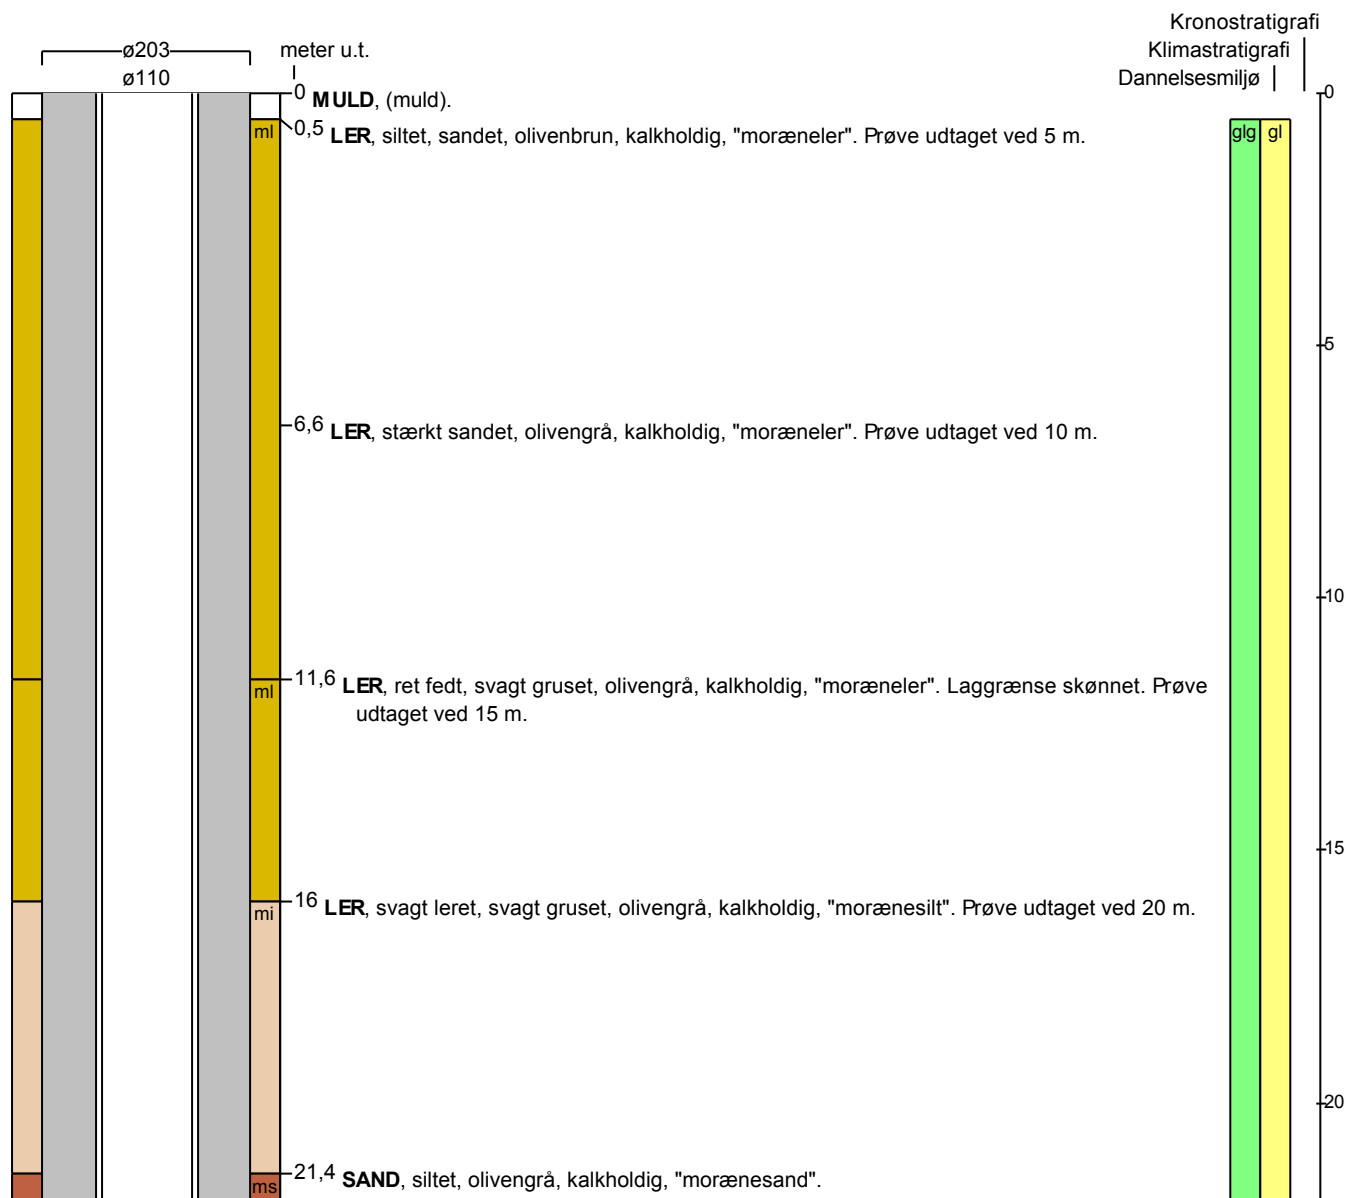 Kronostratigrafi
ø203 meter u.t. Klimastratigrafi
ø110 Dannelsesmiljø
0 MULD, (muld). 0
ml 0,5 LER, siltet, sandet, olivenbrun, kalkholdig, "moræneler". Prøve udtaget ved 5 m. glg gl
5
6,6 LER, stærkt sandet, olivengrå, kalkholdig, "moræneler". Prøve udtaget ved 10 m.
10
ml 11,6 LER, ret fedt, svagt gruset, olivengrå, kalkholdig, "moræneler". Laggrænse skønnet. Prøve
udtaget ved 15 m.
15
mi 16 LER, svagt leret, svagt gruset, olivengrå, kalkholdig, "morænesilt". Prøve udtaget ved 20 m.
20
ms 21,4 SAND, siltet, olivengrå, kalkholdig, "morænesand".